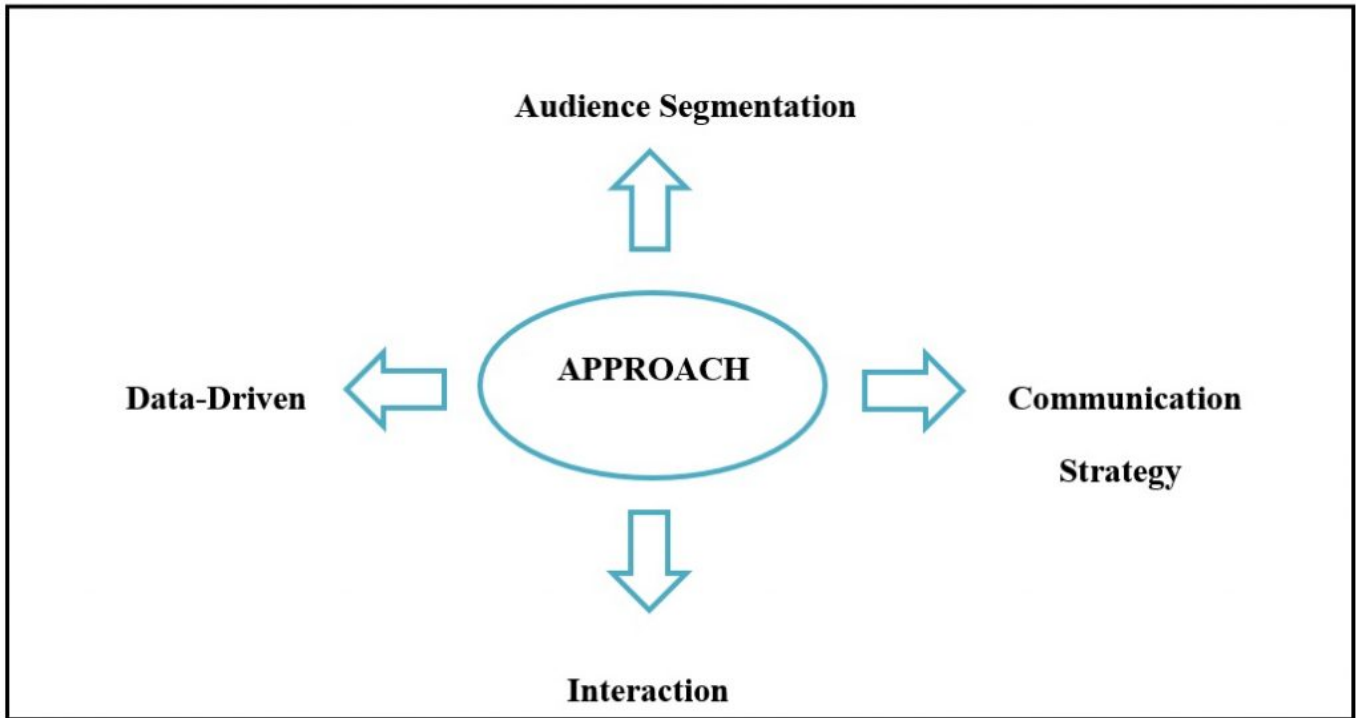 Audience Segmentation
APPROACH
Data-Driven
Communication
Strategy
Interaction